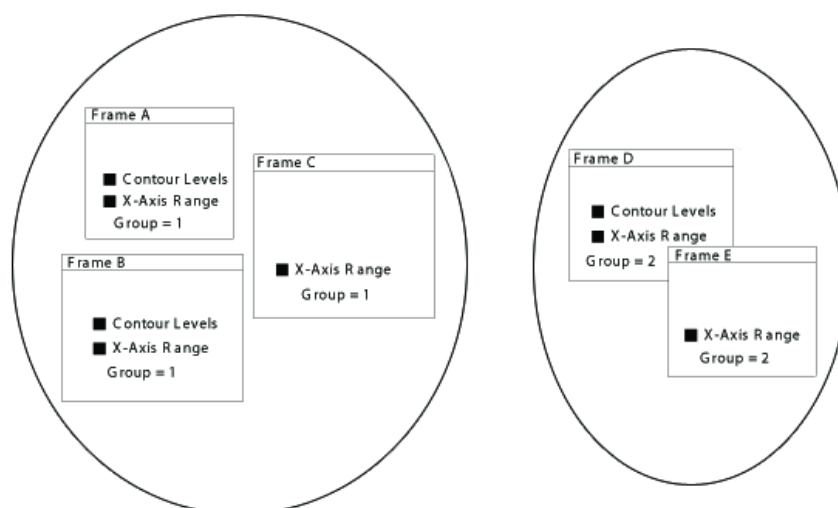 Frame A
Contour Levels
X-Axis Range
Group = 1
Frame B
Contour Levels
X-Axis Range
Group = 1
Frame C
X-Axis Range
Group = 1
Frame D
Contour Levels
X-Axis Range
Group = 2
Frame E
X-Axis Range
Group = 2